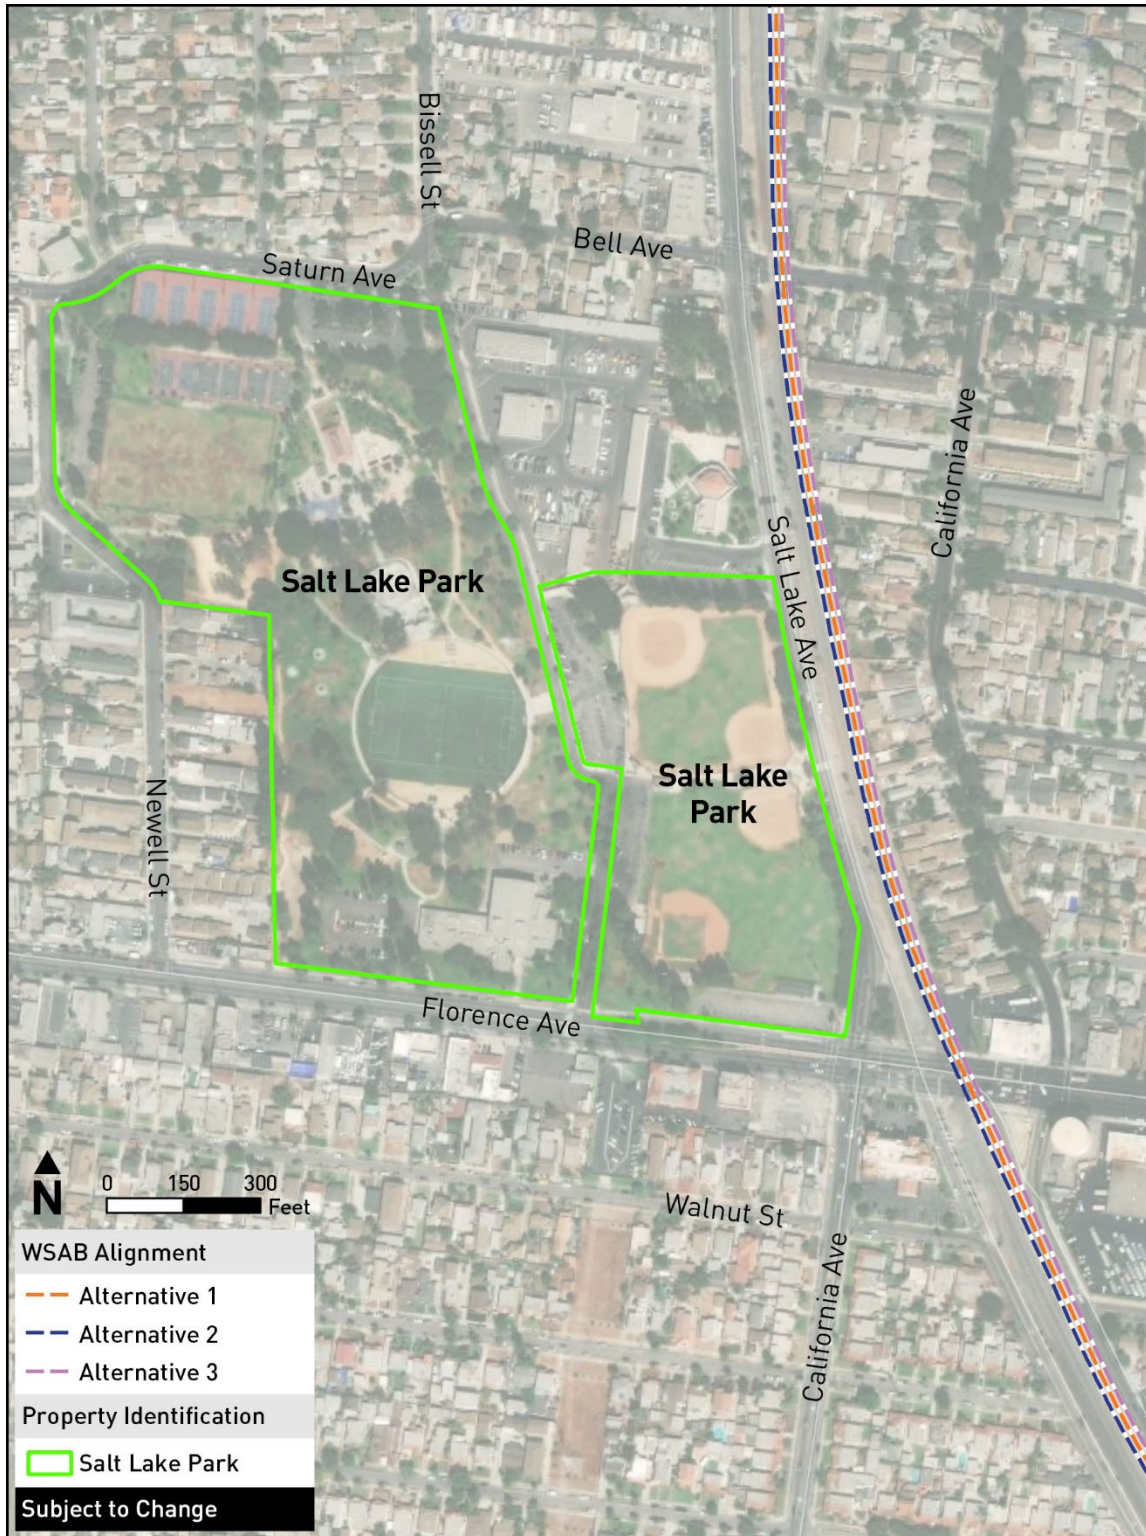 Bissell St
Bell Ave
Saturn Ave
California Ave
Salt Lake Ave
Salt Lake Park
Salt Lake
Park
Newell St
Florence Ave
Walnut St
California Ave
N
0 150 300
Feet
WSAB Alignment
Alternative 1
Alternative 2
Alternative 3
Property Identification
Salt Lake Park
Subject to Change